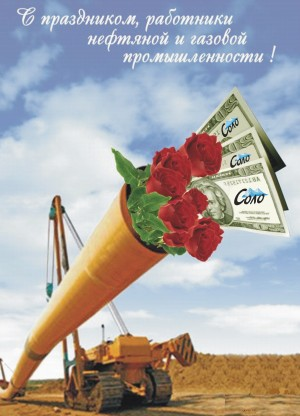 С праздником, работники
нефтяной и газовой
промышленности !
Соло
Соло
Соло